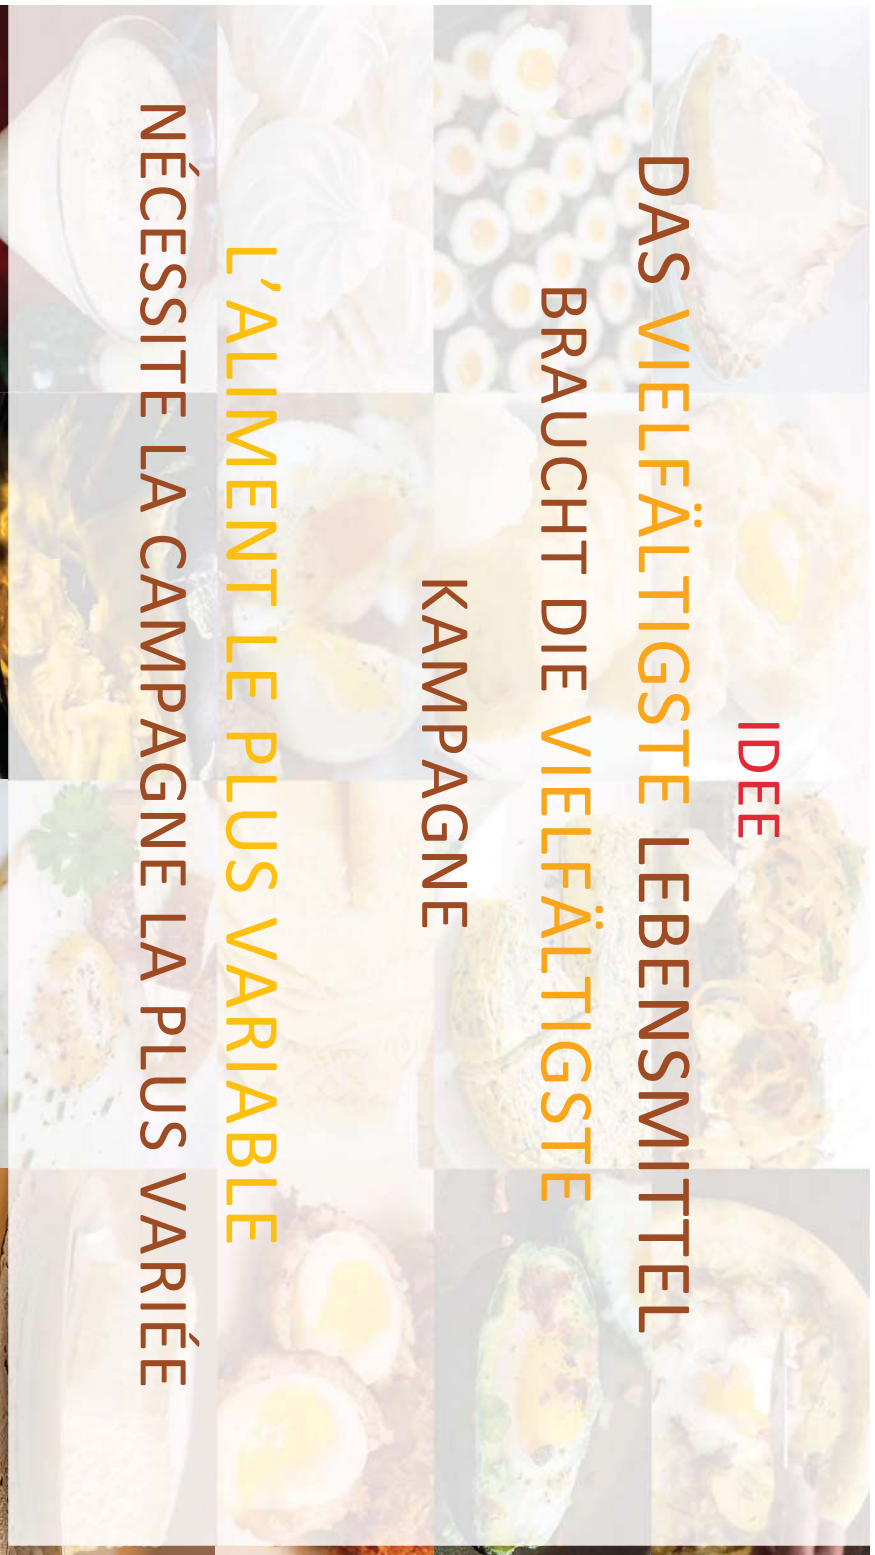 IDEE
DAS VIELFÄLTIGSTE LEBENSMITTEL
BRAUCHT DIE VIELFÄLTIGSTE
KAMPAGNE
L’ALIMENT LE PLUS VARIABLE
NÉCESSITE LA CAMPAGNE LA PLUS VARIÉE